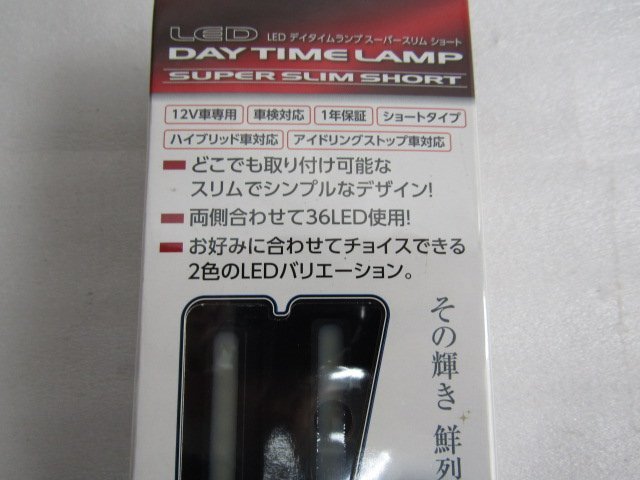 LED LED デイタイムランプスーパースリム ショート
DAY TIME LAMP
SUPER SLIM SHORT
12V車専用 車検対応 1年保証 ショートタイプ
ハイブリッド車対応 アイドリングストップ車対応
どこでも取り付け可能な
スリムでシンプルなデザイン!
両側合わせて36LED使用!
お好みに合わせてチョイスできる
2色のLEDバリエーション。
その輝き 鮮列